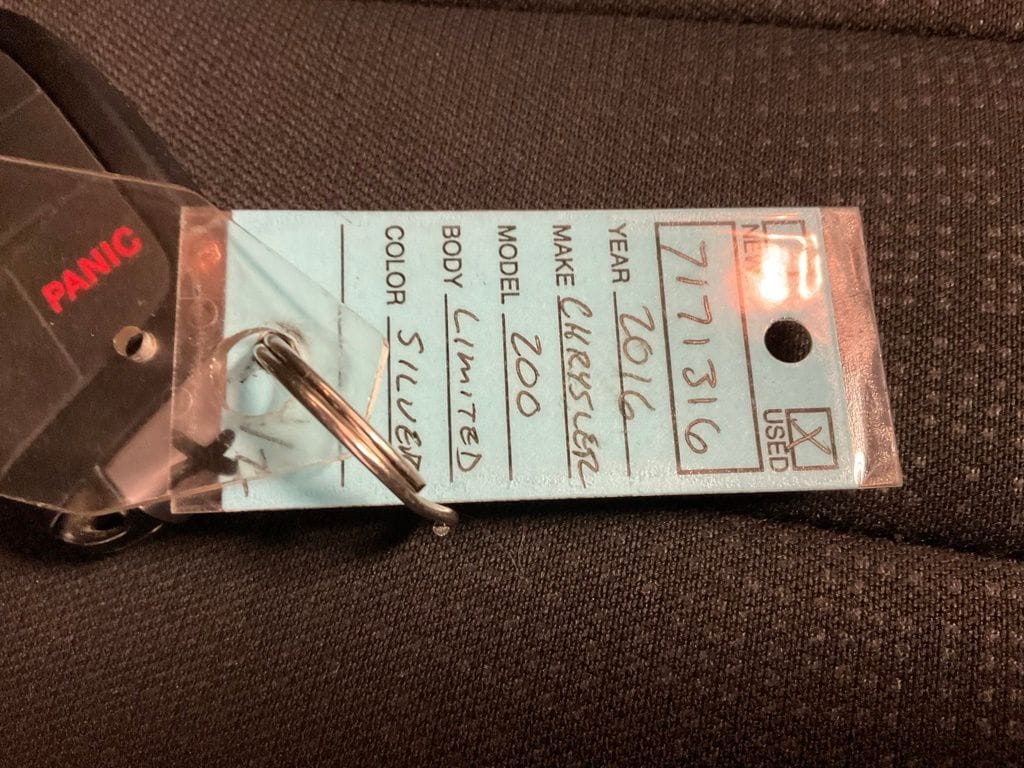 NEW USED X
7171316
YEAR 2016
MAKE CHRYSLER
MODEL 200
BODY LIMITED
COLOR SILVER
PANIC